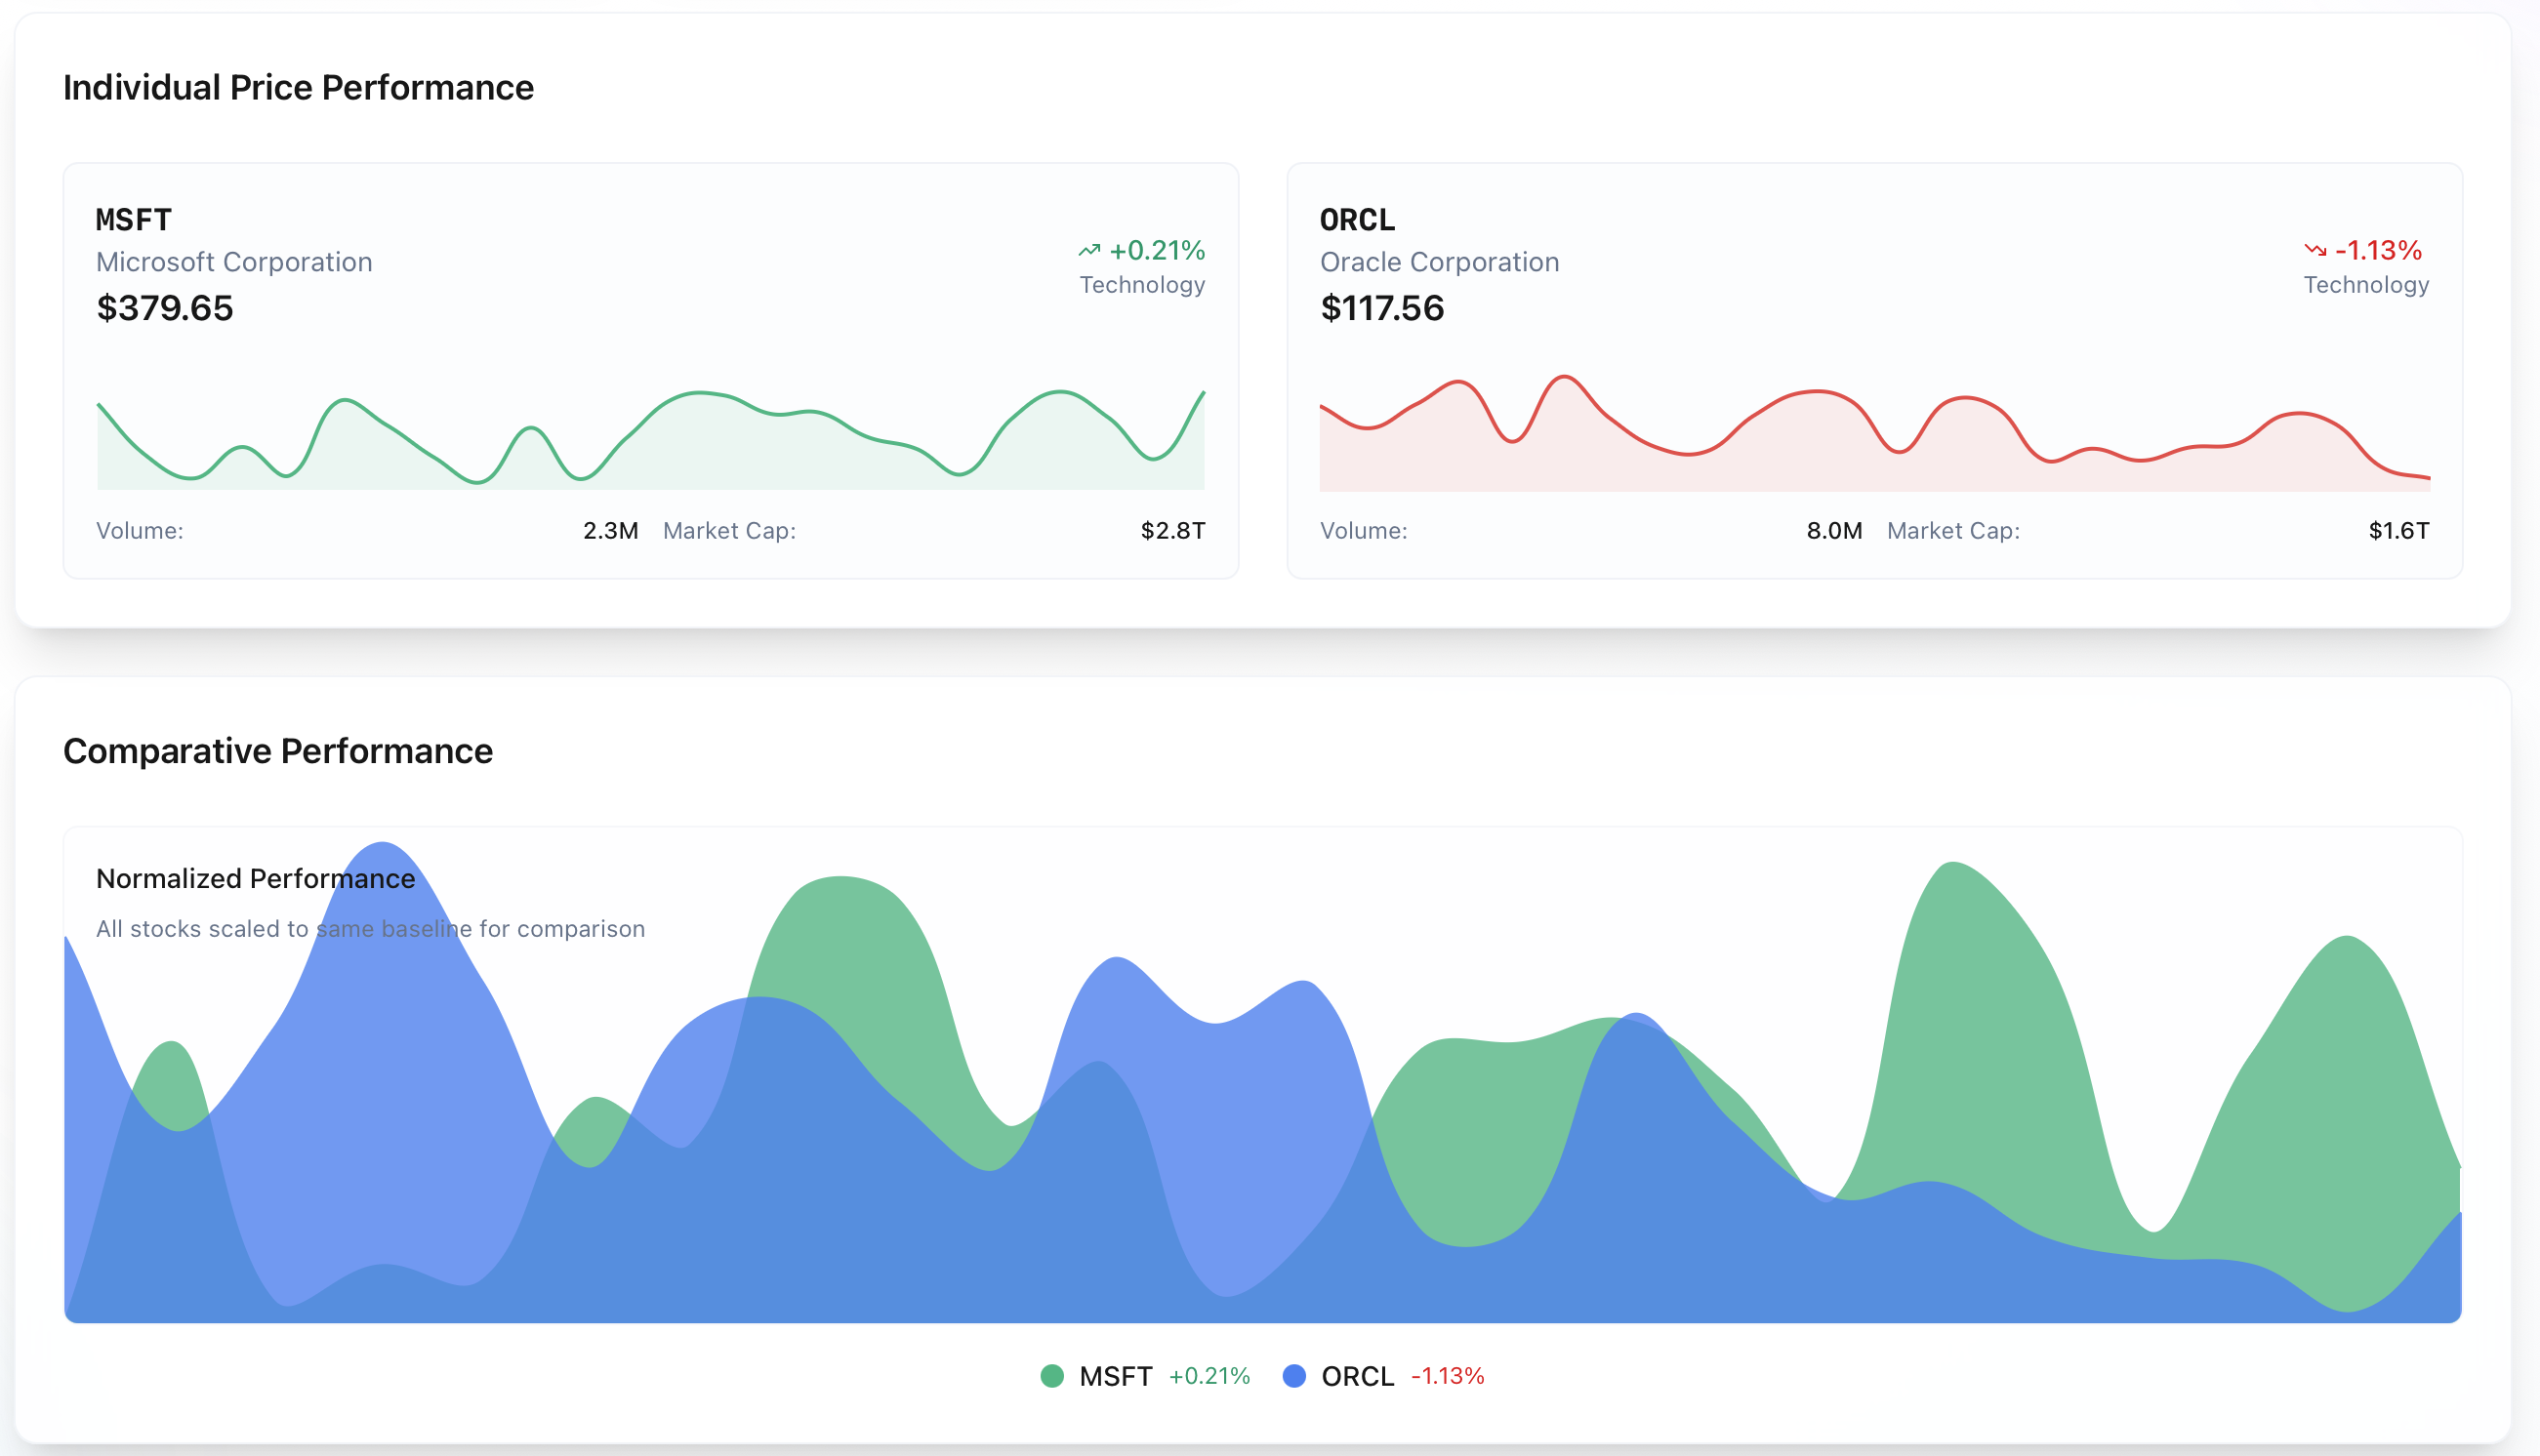 Individual Price Performance
MSFT
Microsoft Corporation
$379.65
+0.21%
Technology
Volume: 2.3M Market Cap: $2.8T
ORCL
Oracle Corporation
$117.56
-1.13%
Technology
Volume: 8.0M Market Cap: $1.6T
Comparative Performance
Normalized Performance
All stocks scaled to same baseline for comparison
MSFT +0.21% ORCL -1.13%